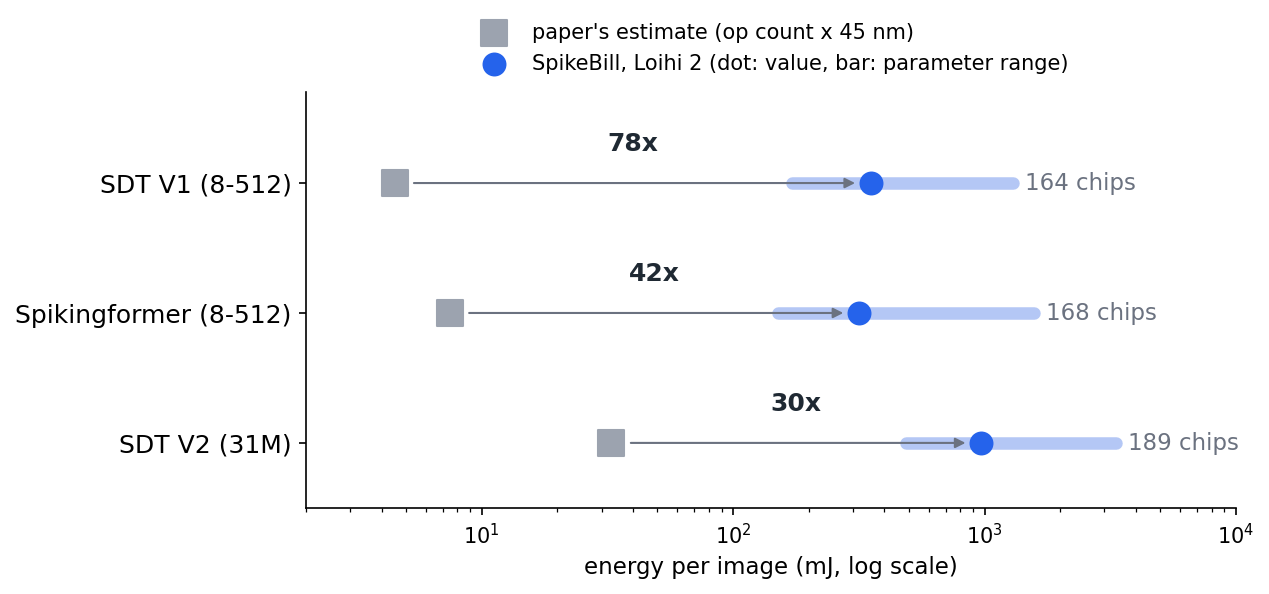 paper's estimate (op count x 45 nm)
SpikeBill, Loihi 2 (dot: value, bar: parameter range)
78x
SDT V1 (8-512)
164 chips
42x
Spikingformer (8-512)
168 chips
30x
SDT V2 (31M)
189 chips
10¹ 10² 10³ 10⁴
energy per image (mJ, log scale)